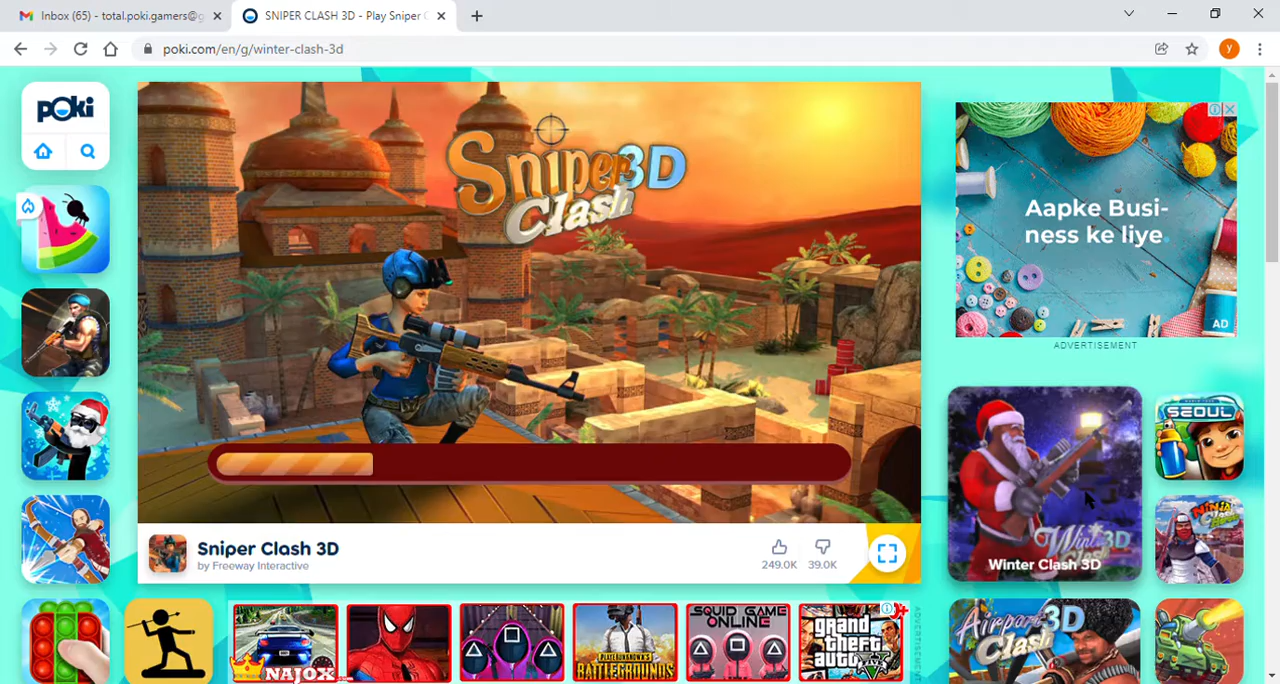 Inbox (65) - total.poki.gamers@g
SNIPER CLASH 3D - Play Sniper C
poki.com/en/g/winter-clash-3d
y
poki
Sniper 3D
Clash
Aapke Busi-
ness ke liye.
AD
ADVERTISEMENT
Winter Clash 3D
SEOUL
Sniper Clash 3D
by Freeway Interactive
249.0K
39.0K
NAJOX
BATTLEGROUNDS
SQUID GAME
ONLINE
grand
theft
auto V
ADVERTISEMENT
Airport 3D
Clash